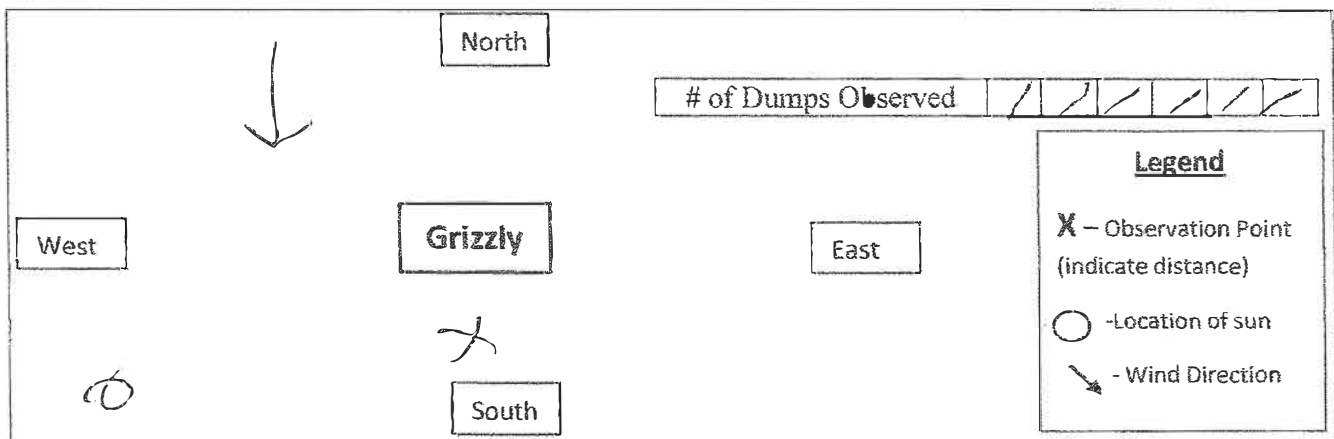 North
# of Dumps Observed / / / / / /
Legend
X – Observation Point
(indicate distance)
West
Grizzly
East
-Location of sun
X
- Wind Direction
South